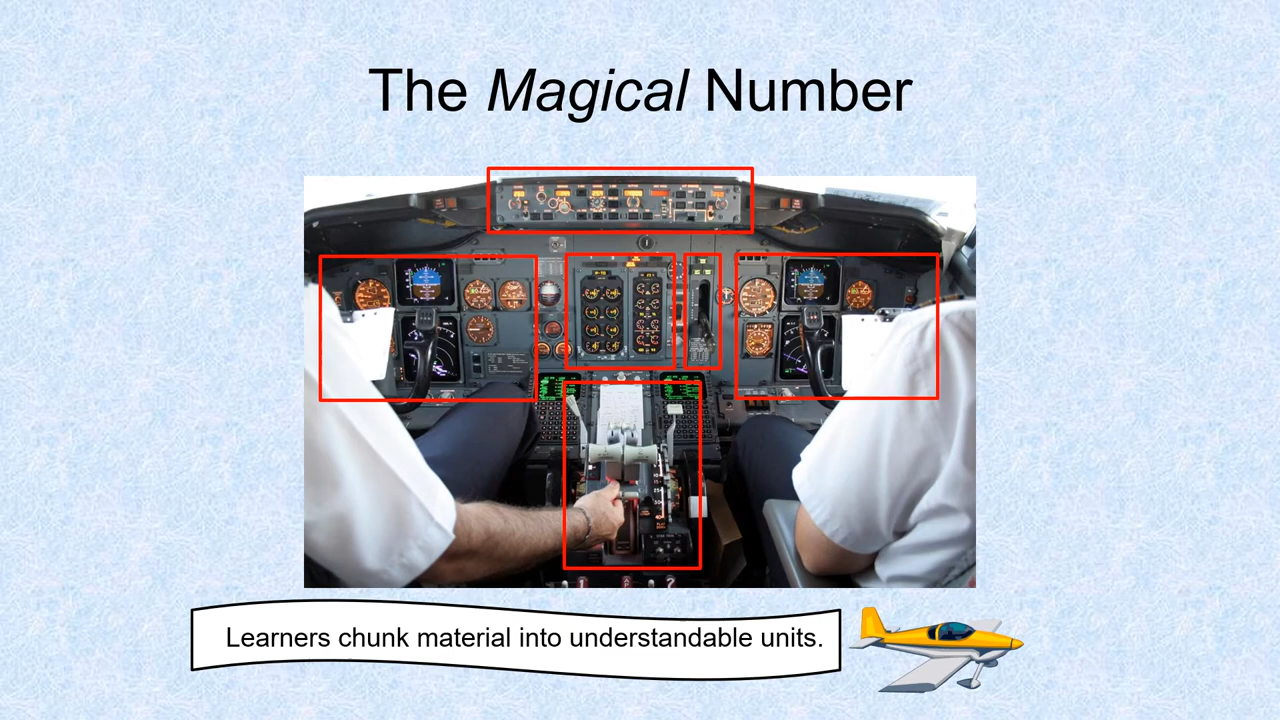 The Magical Number
Learners chunk material into understandable units.